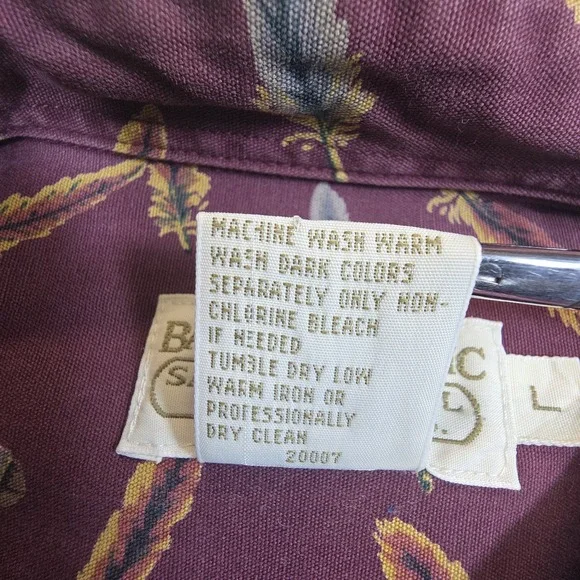 MACHINE WASH WARM
WASH DARK COLORS
SEPARATELY ONLY NON-
CHLORINE BLEACH
IF NEEDED
TUMBLE DRY LOW
WARM IRON OR
PROFESSIONALLY
DRY CLEAN
20007
L